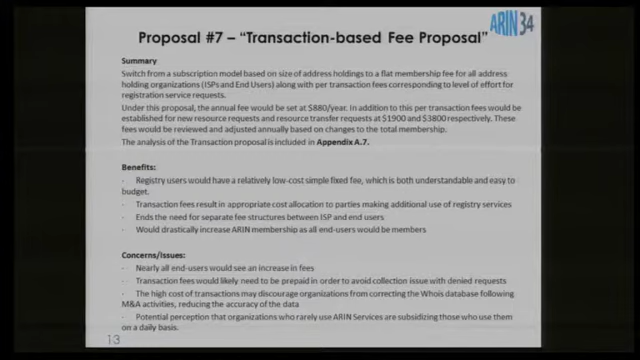 ARIN34
Proposal #7 – "Transaction-based Fee Proposal"
Summary
Switch from a subscription model based on size of address holdings to a flat membership fee for all address
holding organizations (ISPs and End Users) along with per transaction fees corresponding to level of effort for
registration service requests.
Under this proposal, the annual fee would be set at $880/year. In addition to this per transaction fees would be
established for new resource requests and resource transfer requests at $1900 and $3800 respectively. These
fees would be reviewed and adjusted annually based on changes to the total membership.
The analysis of the Transaction proposal is included in Appendix A.7.
Benefits:
· Registry users would have a relatively low-cost simple fixed fee, which is both understandable and easy to
budget.
· Transaction fees result in appropriate cost allocation to parties making additional use of registry services
· Ends the need for separate fee structures between ISP and end users
· Would drastically increase ARIN membership as all end-users would be members
Concerns/Issues:
· Nearly all end-users would see an increase in fees
· Transaction fees would likely need to be prepaid in order to avoid collection issue with denied requests
· The high cost of transactions may discourage organizations from correcting the Whois database following
M&A activities, reducing the accuracy of the data
· Potential perception that organizations who rarely use ARIN Services are subsidizing those who use them
on a daily basis.
13